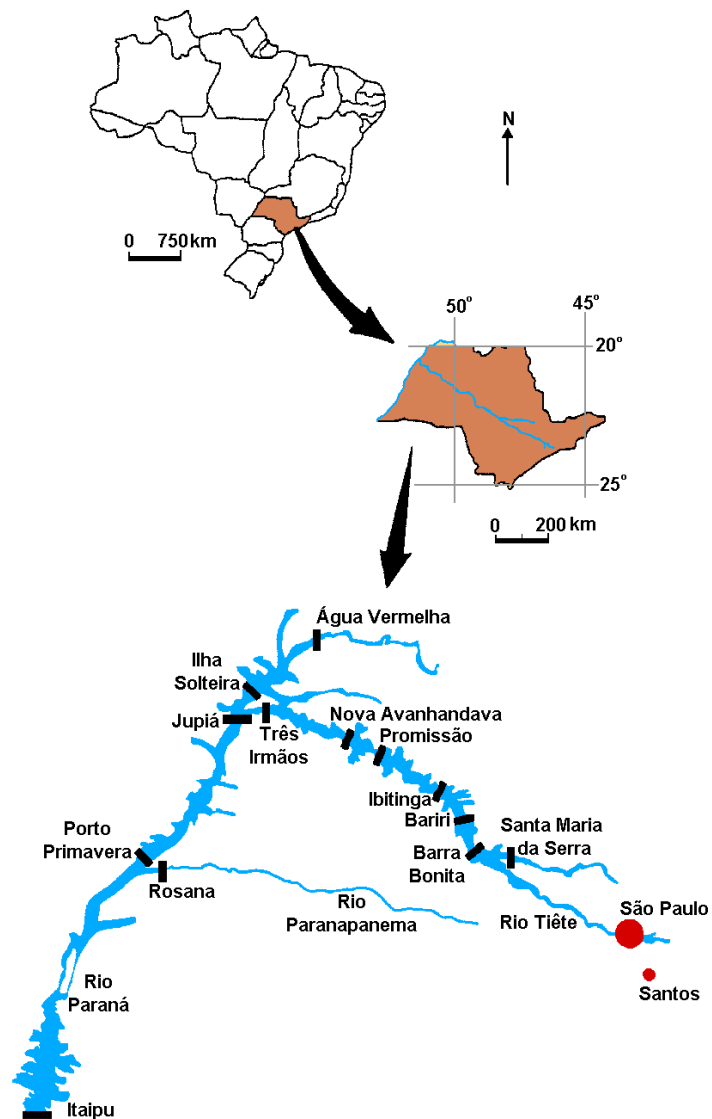 N
0 750 km
50°
45°
20°
25°
0 200 km
Água Vermelha
Ilha
Solteira
Jupiá
Três
Irmãos
Nova Avanhandava
Promissão
Ibitinga
Bariri
Santa Maria
da Serra
Barra
Bonita
Porto
Primavera
Rosana
Rio
Paranapanema
Rio Tiête
São Paulo
Santos
Rio
Paraná
Itaipu